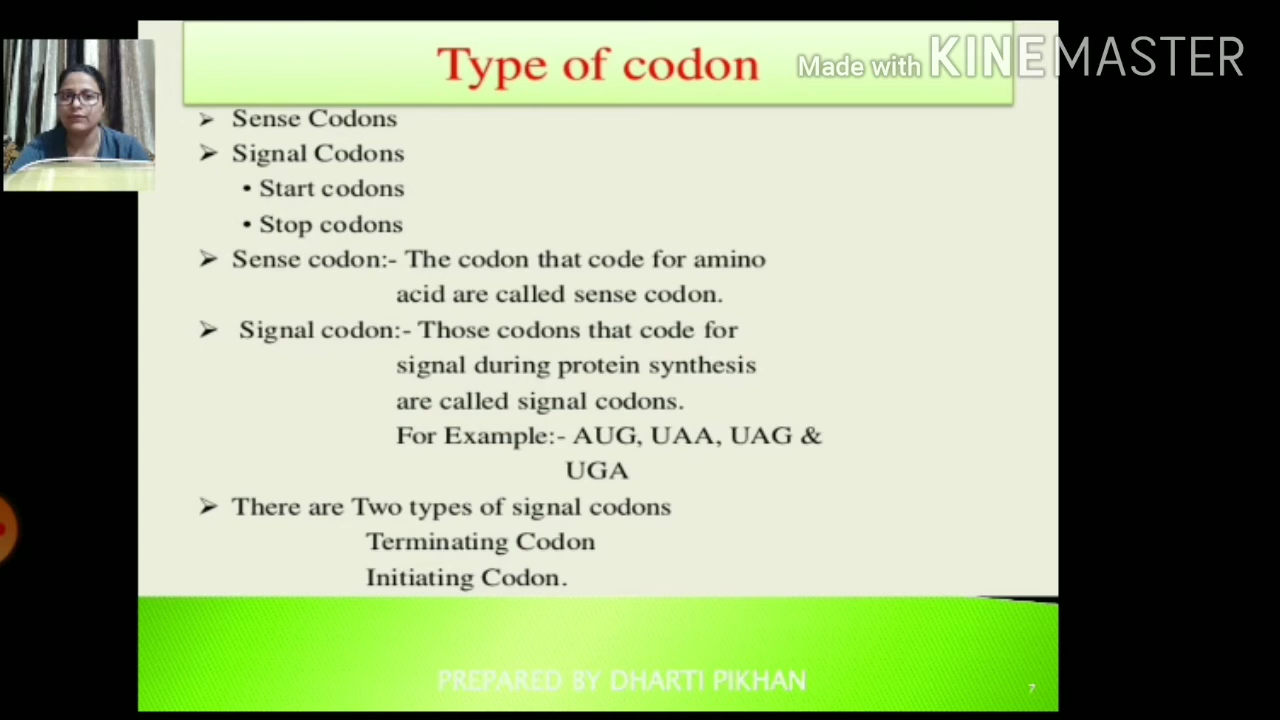 Type of codon
Made with KINEMASTER
➢ Sense Codons
➢ Signal Codons
• Start codons
• Stop codons
➢ Sense codon:- The codon that code for amino
acid are called sense codon.
➢ Signal codon:- Those codons that code for
signal during protein synthesis
are called signal codons.
For Example:- AUG, UAA, UAG &
UGA
➢ There are Two types of signal codons
Terminating Codon
Initiating Codon.
PREPARED BY DHARTI PIKHAN
7